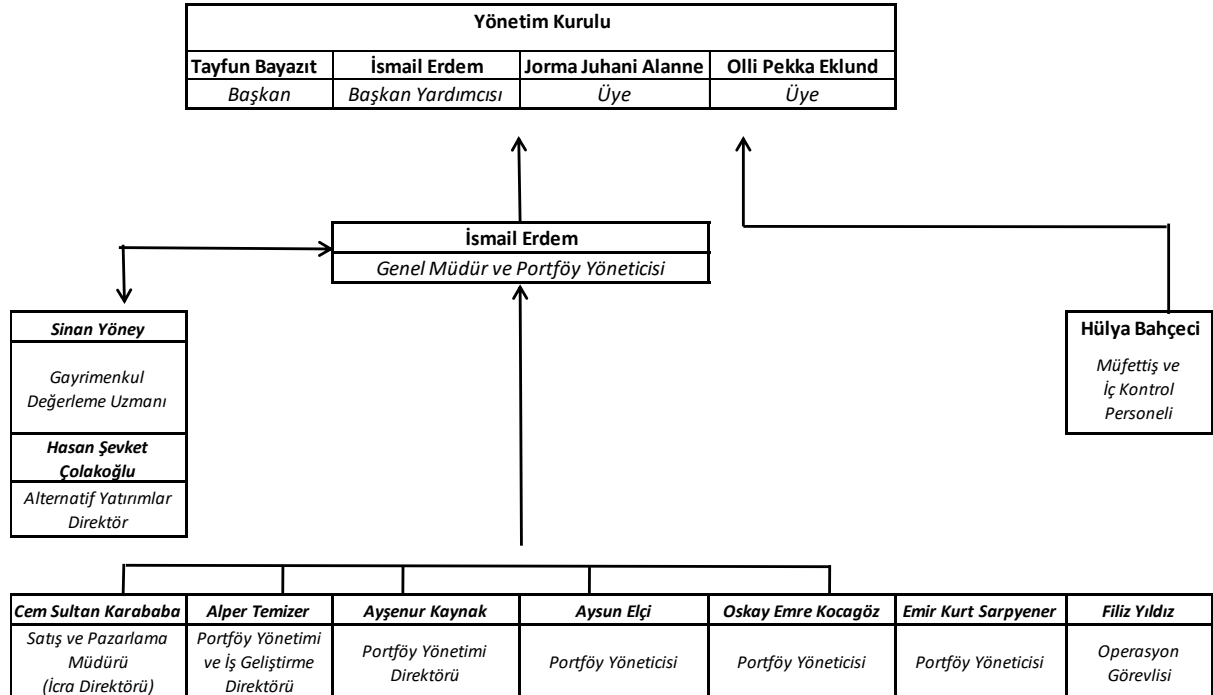 Yönetim Kurulu
Tayfun Bayazıt İsmail Erdem Jorma Juhani Alanne Olli Pekka Eklund
Başkan Başkan Yardımcısı Üye Üye
İsmail Erdem
Genel Müdür ve Portföy Yöneticisi
Sinan Yöney
Gayrimenkul
Değerleme Uzmanı
Hasan Şevket
Çolakoğlu
Alternatif Yatırımlar
Direktör
Hülya Bahçeci
Müfettiş ve
İç Kontrol
Personeli
Cem Sultan Karababa Alper Temizer Ayşenur Kaynak Aysun Elçi Oskay Emre Kocagöz Emir Kurt Sarpyener Filiz Yıldız
Satış ve Pazarlama
Müdürü
(İcra Direktörü)
Portföy Yönetimi
ve İş Geliştirme
Direktörü
Portföy Yönetimi
Direktörü
Portföy Yöneticisi
Portföy Yöneticisi
Portföy Yöneticisi
Operasyon
Görevlisi